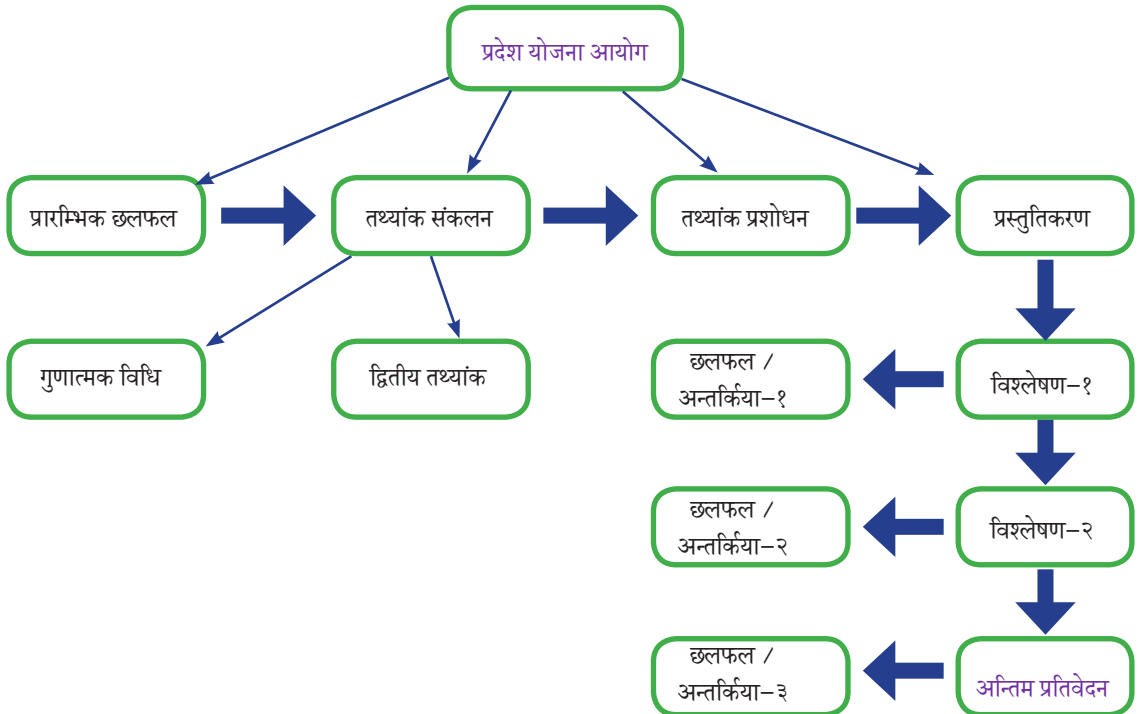 प्रदेश योजना आयोग
प्रारम्भिक छलफल
तथ्यांक संकलन
तथ्यांक प्रशोधन
प्रस्तुतिकरण
गुणात्मक विधि
द्वितीय तथ्यांक
छलफल /
अन्तर्किया–१
विश्लेषण–१
छलफल /
अन्तर्किया–२
विश्लेषण–२
छलफल /
अन्तर्किया–३
अन्तिम प्रतिवेदन